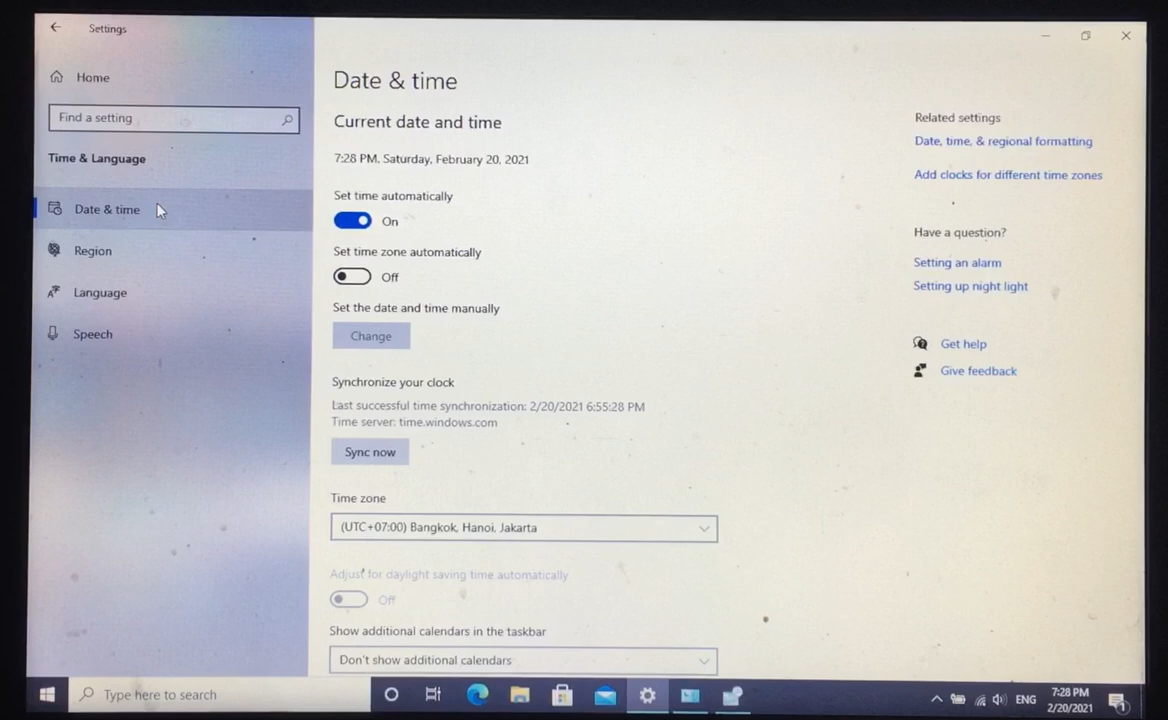 Settings
Home
Find a setting
Time & Language
Date & time
Region
Language
Speech
Date & time
Current date and time
7:28 PM, Saturday, February 20, 2021
Set time automatically
On
Set time zone automatically
Off
Set the date and time manually
Change
Synchronize your clock
Last successful time synchronization: 2/20/2021 6:55:28 PM
Time server: time.windows.com
Sync now
Time zone
(UTC+07:00) Bangkok, Hanoi, Jakarta
Adjust for daylight saving time automatically
Off
Show additional calendars in the taskbar
Don't show additional calendars
Related settings
Date, time, & regional formatting
Add clocks for different time zones
Have a question?
Setting an alarm
Setting up night light
Get help
Give feedback
Type here to search
ENG
7:28 PM
2/20/2021
1